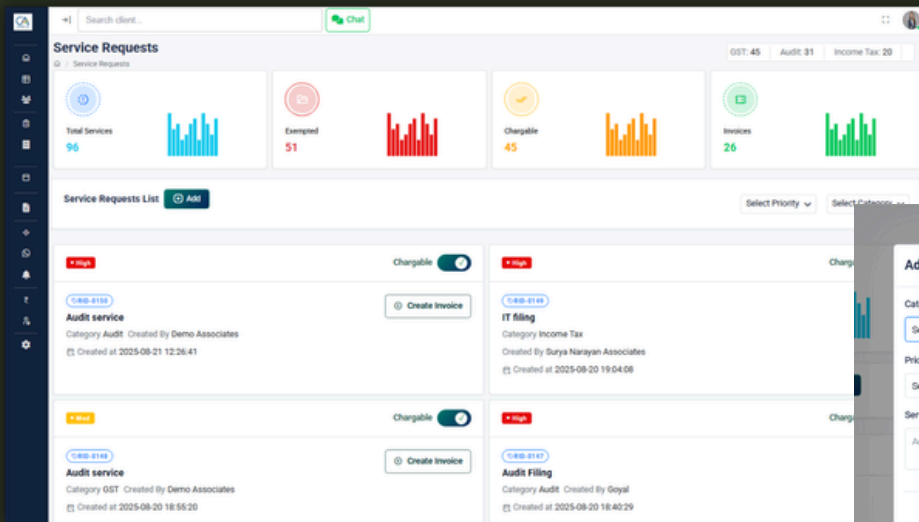 CA
Search client...
Chat
Service Requests
Service Requests
GST: 45 Audit: 31 Income Tax: 20
Total Services
96
Exempted
51
Chargable
45
Invoices
26
Service Requests List
Add
Select Priority
Select Category
High
Chargable
RID-0150
Create Invoice
Audit service
Category Audit Created By Demo Associates
Created at 2025-08-21 12:26:41
High
RID-0149
IT filing
Category Income Tax
Created By Surya Narayan Associates
Created at 2025-08-20 19:04:08
Med
Chargable
RID-0148
Create Invoice
Audit service
Category GST Created By Demo Associates
Created at 2025-08-20 18:55:20
High
RID-0147
Audit Filing
Category Audit Created By Goyal
Created at 2025-08-20 18:40:29